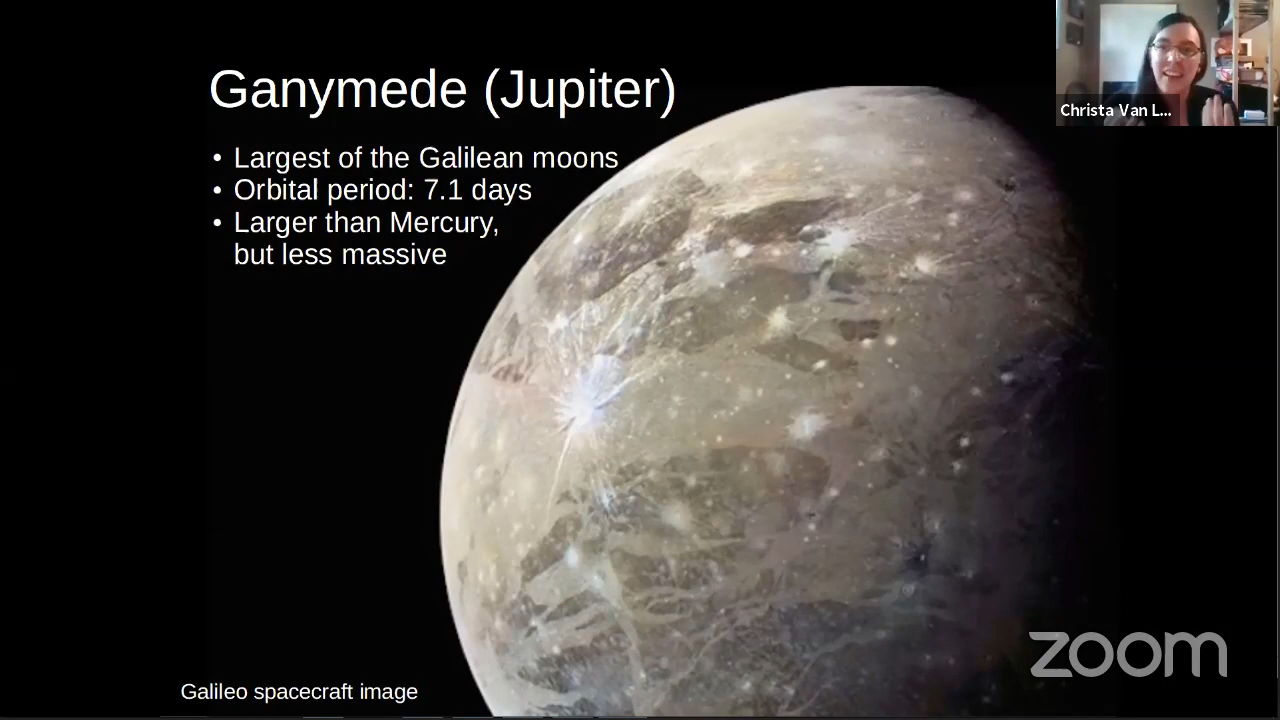 Ganymede (Jupiter)
• Largest of the Galilean moons
• Orbital period: 7.1 days
• Larger than Mercury,
but less massive
Christa Van L...
Galileo spacecraft image
zoom